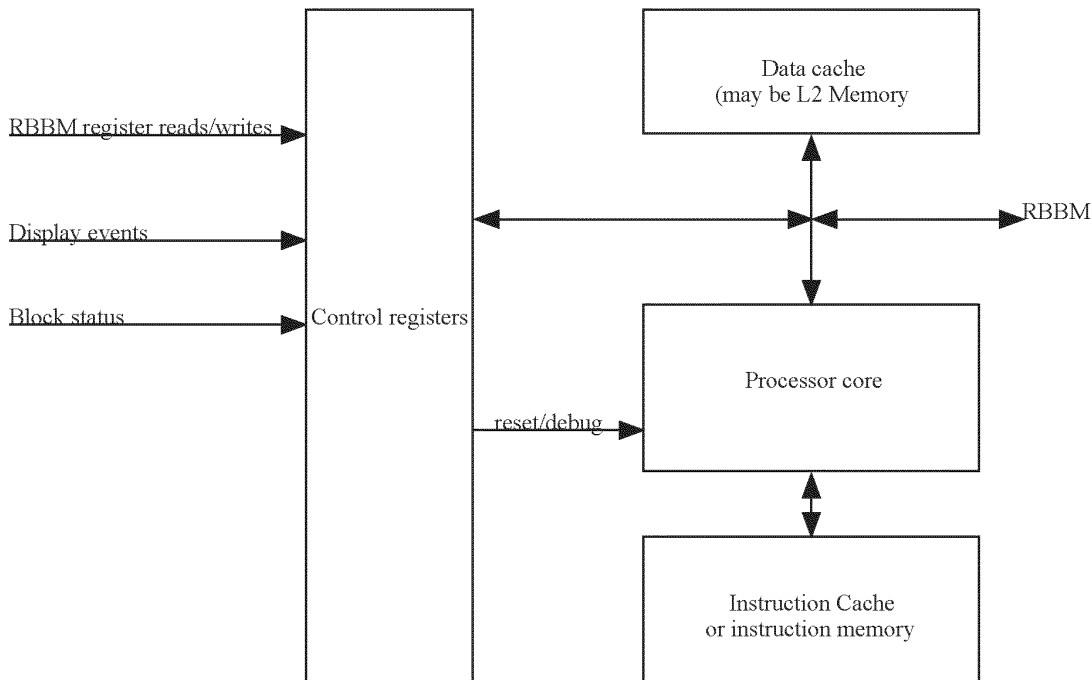 Data cache
(may be L2 Memory
RBBM register reads/writes
RBBM
Display events
Block status
Control registers
Processor core
reset/debug
Instruction Cache
or instruction memory